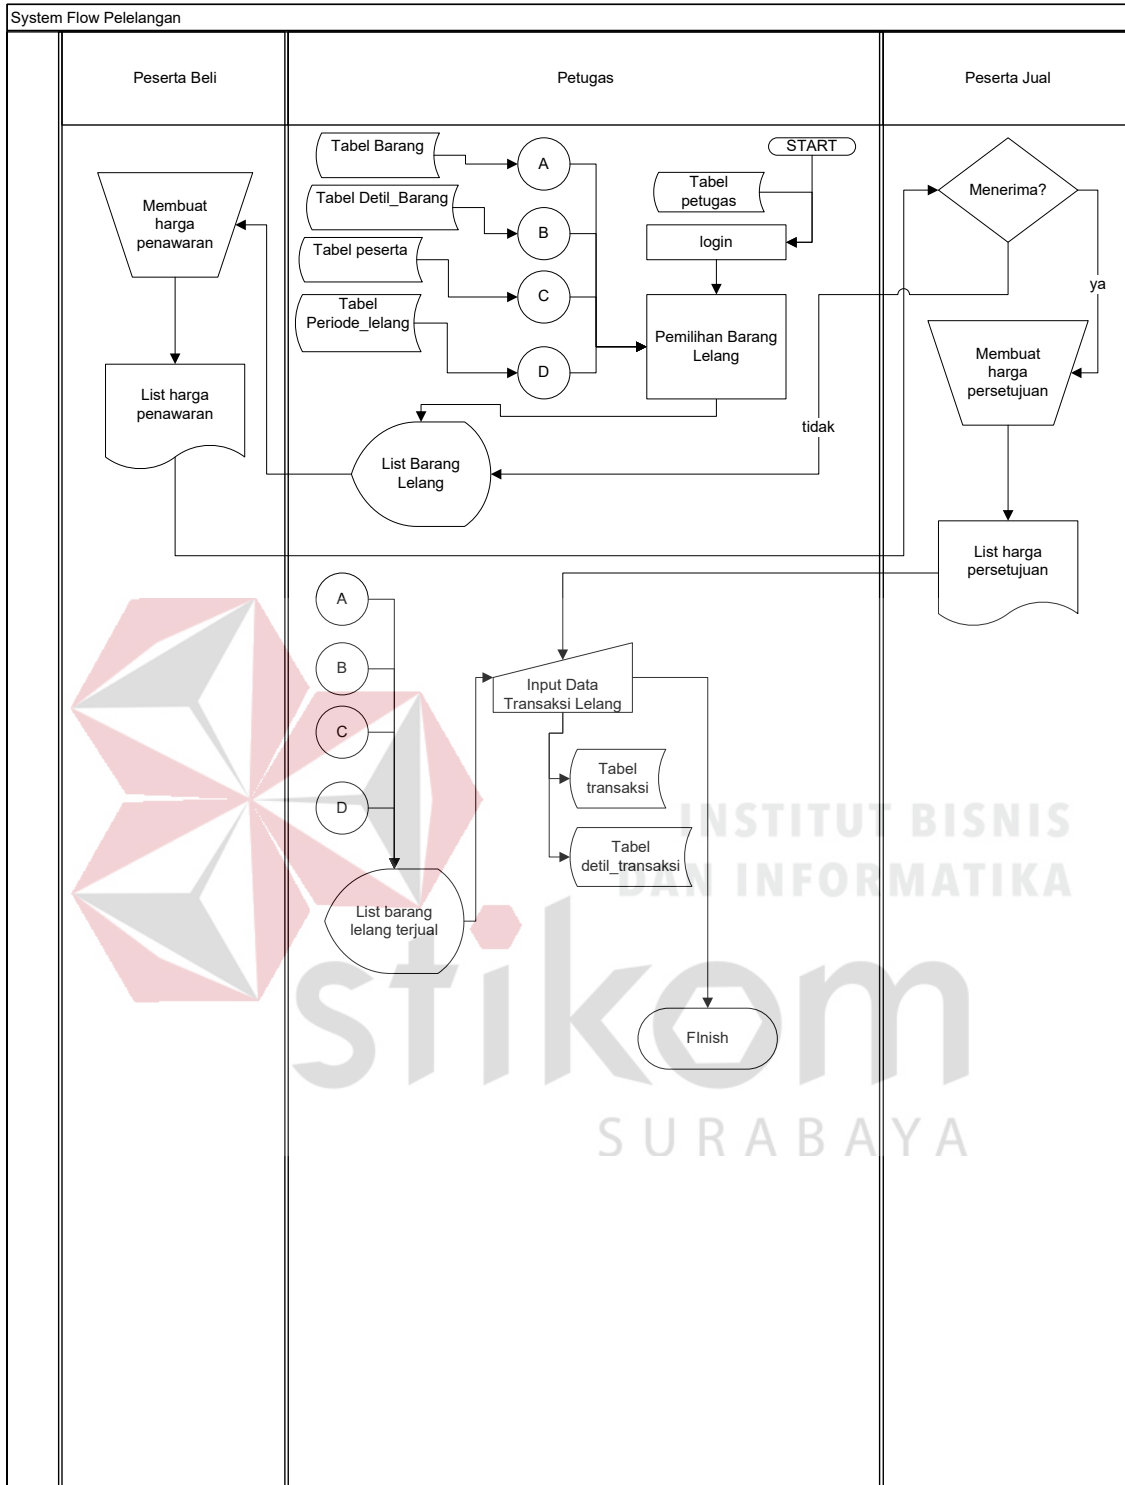 System Flow Pelelangan
Peserta Beli
Petugas
Peserta Jual
Tabel Barang
A
START
Tabel
petugas
Menerima?
Membuat
harga
penawaran
Tabel Detil_Barang
B
login
Tabel peserta
C
ya
Tabel
Periode_lelang
D
Pemilihan Barang
Lelang
Membuat
harga
persetujuan
List harga
penawaran
tidak
List Barang
Lelang
List harga
persetujuan
A
B
C
D
Input Data
Transaksi Lelang
Tabel
transaksi
Tabel
detil_transaksi
List barang
lelang terjual
FInish
INSTITUT BISNIS
DAN INFORMATIKA
stikom
SURABAYA